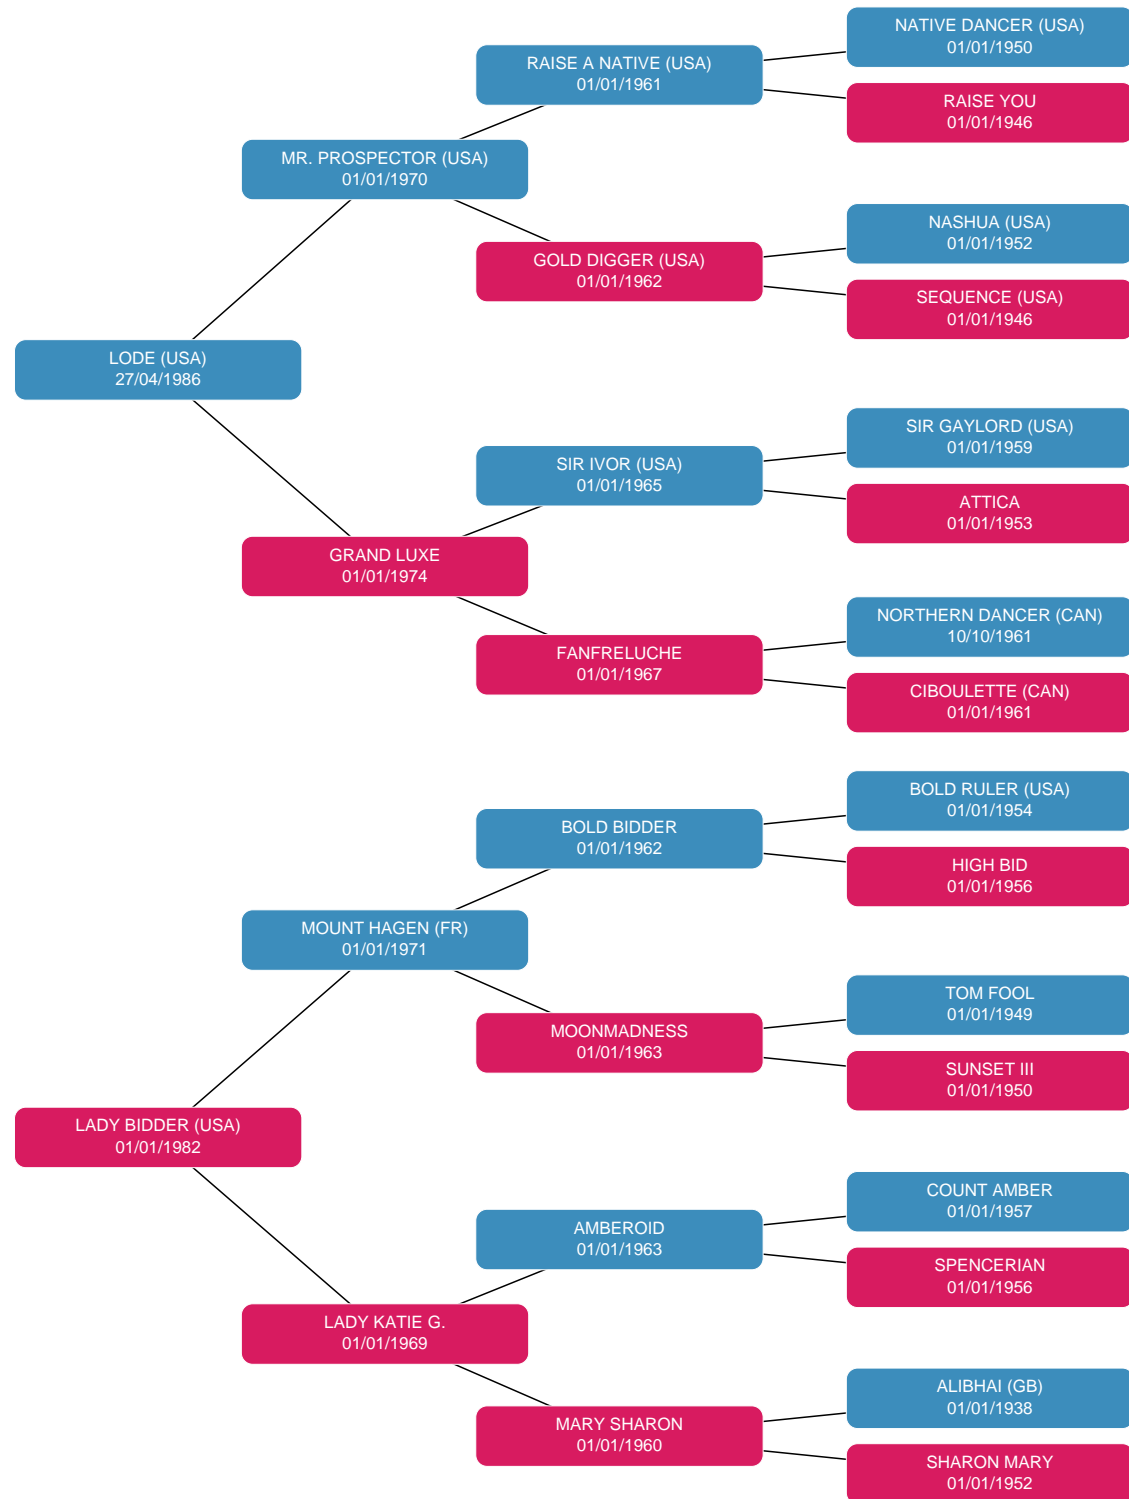 NATIVE DANCER (USA)
01/01/1950
RAISE A NATIVE (USA)
01/01/1961
RAISE YOU
01/01/1946
MR. PROSPECTOR (USA)
01/01/1970
NASHUA (USA)
01/01/1952
GOLD DIGGER (USA)
01/01/1962
SEQUENCE (USA)
01/01/1946
LODE (USA)
27/04/1986
SIR GAYLORD (USA)
01/01/1959
SIR IVOR (USA)
01/01/1965
ATTICA
01/01/1953
GRAND LUXE
01/01/1974
NORTHERN DANCER (CAN)
10/10/1961
FANFRELUCHE
01/01/1967
CIBOULETTE (CAN)
01/01/1961
BOLD RULER (USA)
01/01/1954
BOLD BIDDER
01/01/1962
HIGH BID
01/01/1956
MOUNT HAGEN (FR)
01/01/1971
TOM FOOL
01/01/1949
MOONMADNESS
01/01/1963
SUNSET III
01/01/1950
LADY BIDDER (USA)
01/01/1982
COUNT AMBER
01/01/1957
AMBEROID
01/01/1963
SPENCERIAN
01/01/1956
LADY KATIE G.
01/01/1969
ALIBHAI (GB)
01/01/1938
MARY SHARON
01/01/1960
SHARON MARY
01/01/1952